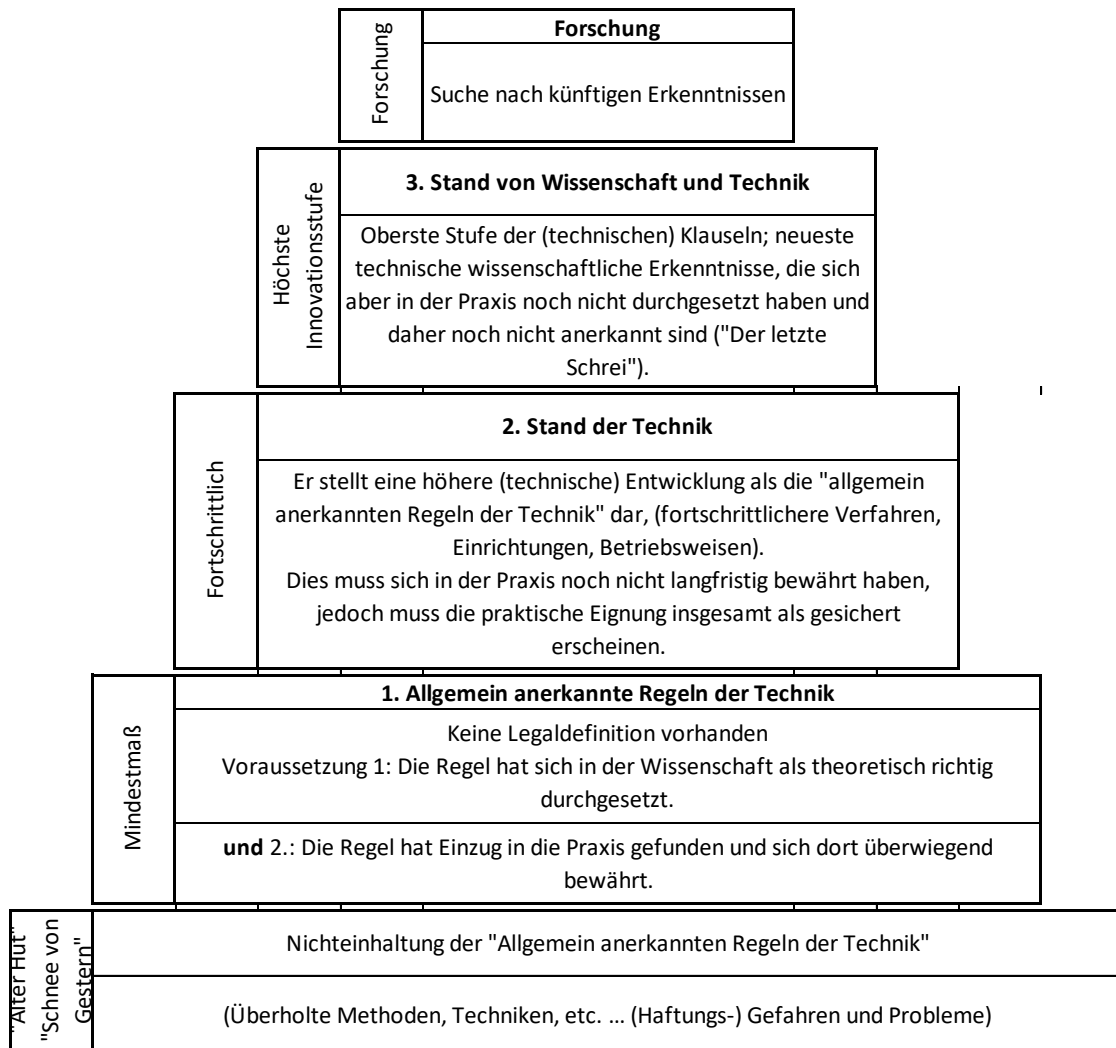 Forschung
Forschung
Suche nach künftigen Erkenntnissen
Höchste
Innovationsstufe
3. Stand von Wissenschaft und Technik
Oberste Stufe der (technischen) Klauseln; neueste
technische wissenschaftliche Erkenntnisse, die sich
aber in der Praxis noch nicht durchgesetzt haben und
daher noch nicht anerkannt sind ("Der letzte
Schrei").
Fortschrittlich
2. Stand der Technik
Er stellt eine höhere (technische) Entwicklung als die "allgemein
anerkannten Regeln der Technik" dar, (fortschrittlichere Verfahren,
Einrichtungen, Betriebsweisen).
Dies muss sich in der Praxis noch nicht langfristig bewährt haben,
jedoch muss die praktische Eignung insgesamt als gesichert
erscheinen.
Mindestmaß
1. Allgemein anerkannte Regeln der Technik
Keine Legaldefinition vorhanden
Voraussetzung 1: Die Regel hat sich in der Wissenschaft als theoretisch richtig
durchgesetzt.
und 2.: Die Regel hat Einzug in die Praxis gefunden und sich dort überwiegend
bewährt.
"Alter Hut"
"Schnee von
Gestern"
Nichteinhaltung der "Allgemein anerkannten Regeln der Technik"
(Überholte Methoden, Techniken, etc. ... (Haftungs-) Gefahren und Probleme)